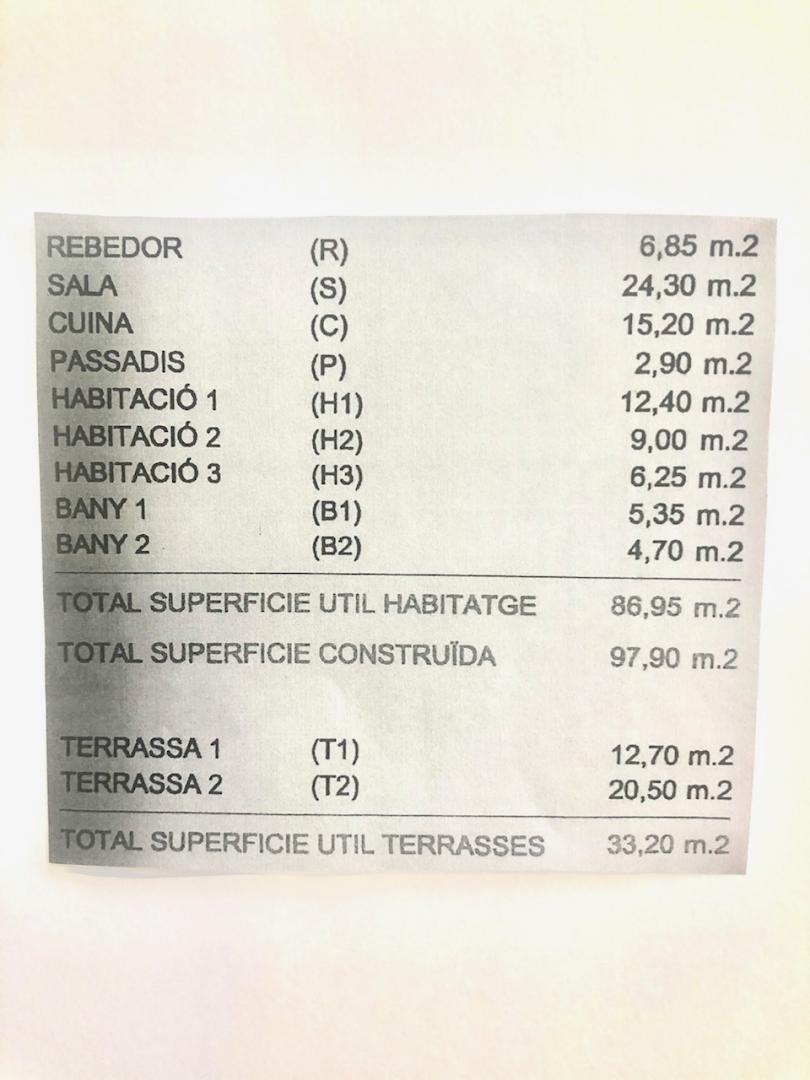 REBEDOR (R) 6,85 m.2
SALA (S) 24,30 m.2
CUINA (C) 15,20 m.2
PASSADIS (P) 2,90 m.2
HABITACIÓ 1 (H1) 12,40 m.2
HABITACIÓ 2 (H2) 9,00 m.2
HABITACIÓ 3 (H3) 6,25 m.2
BANY 1 (B1) 5,35 m.2
BANY 2 (B2) 4,70 m.2
TOTAL SUPERFICIE UTIL HABITATGE 86,95 m.2
TOTAL SUPERFICIE CONSTRUÏDA 97,90 m.2
TERRASSA 1 (T1) 12,70 m.2
TERRASSA 2 (T2) 20,50 m.2
TOTAL SUPERFICIE UTIL TERRASSES 33,20 m.2